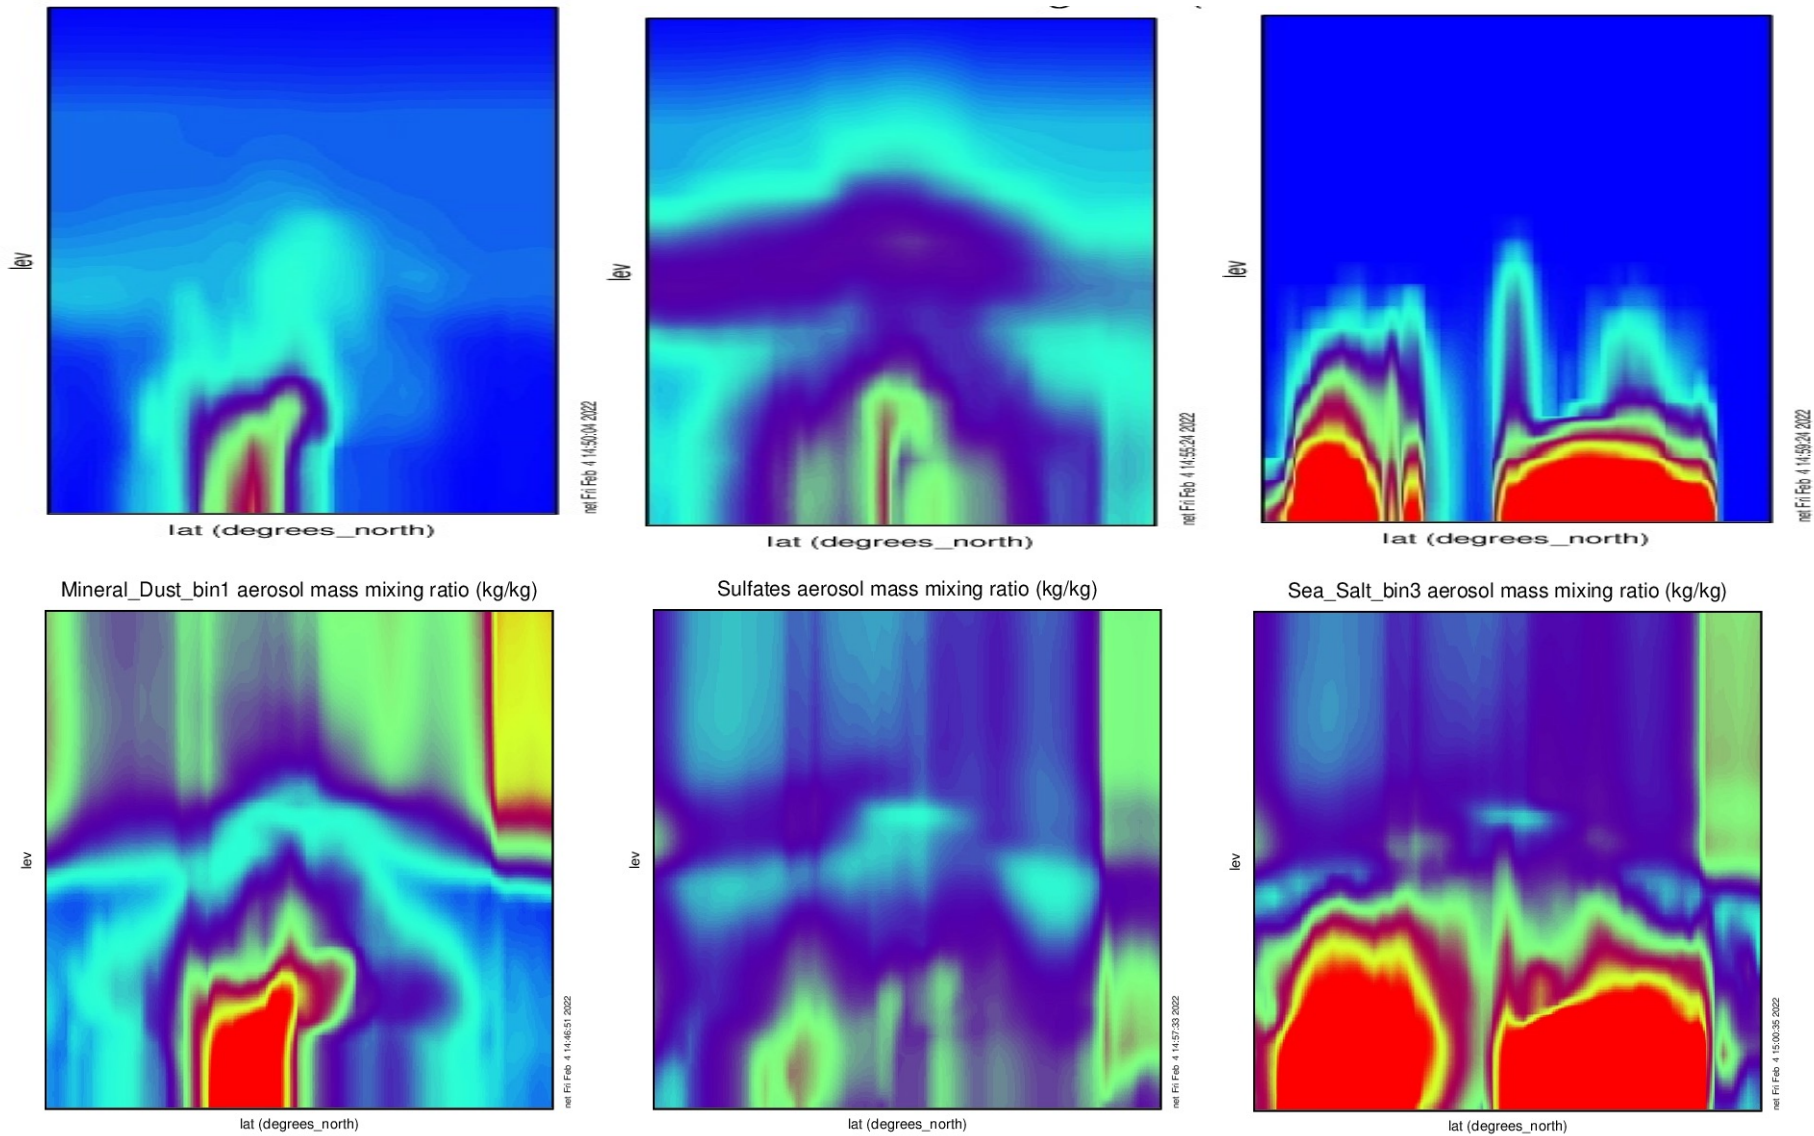 lev
lat (degrees_north)
net Fri Feb 4 14:50:04 2022
lev
lat (degrees_north)
net Fri Feb 4 14:55:24 2022
lev
lat (degrees_north)
net Fri Feb 4 14:59:24 2022
Mineral_Dust_bin1 aerosol mass mixing ratio (kg/kg)
lev
lat (degrees_north)
net Fri Feb 4 14:46:51 2022
Sulfates aerosol mass mixing ratio (kg/kg)
lev
lat (degrees_north)
net Fri Feb 4 14:57:33 2022
Sea_Salt_bin3 aerosol mass mixing ratio (kg/kg)
lev
lat (degrees_north)
net Fri Feb 4 15:00:35 2022